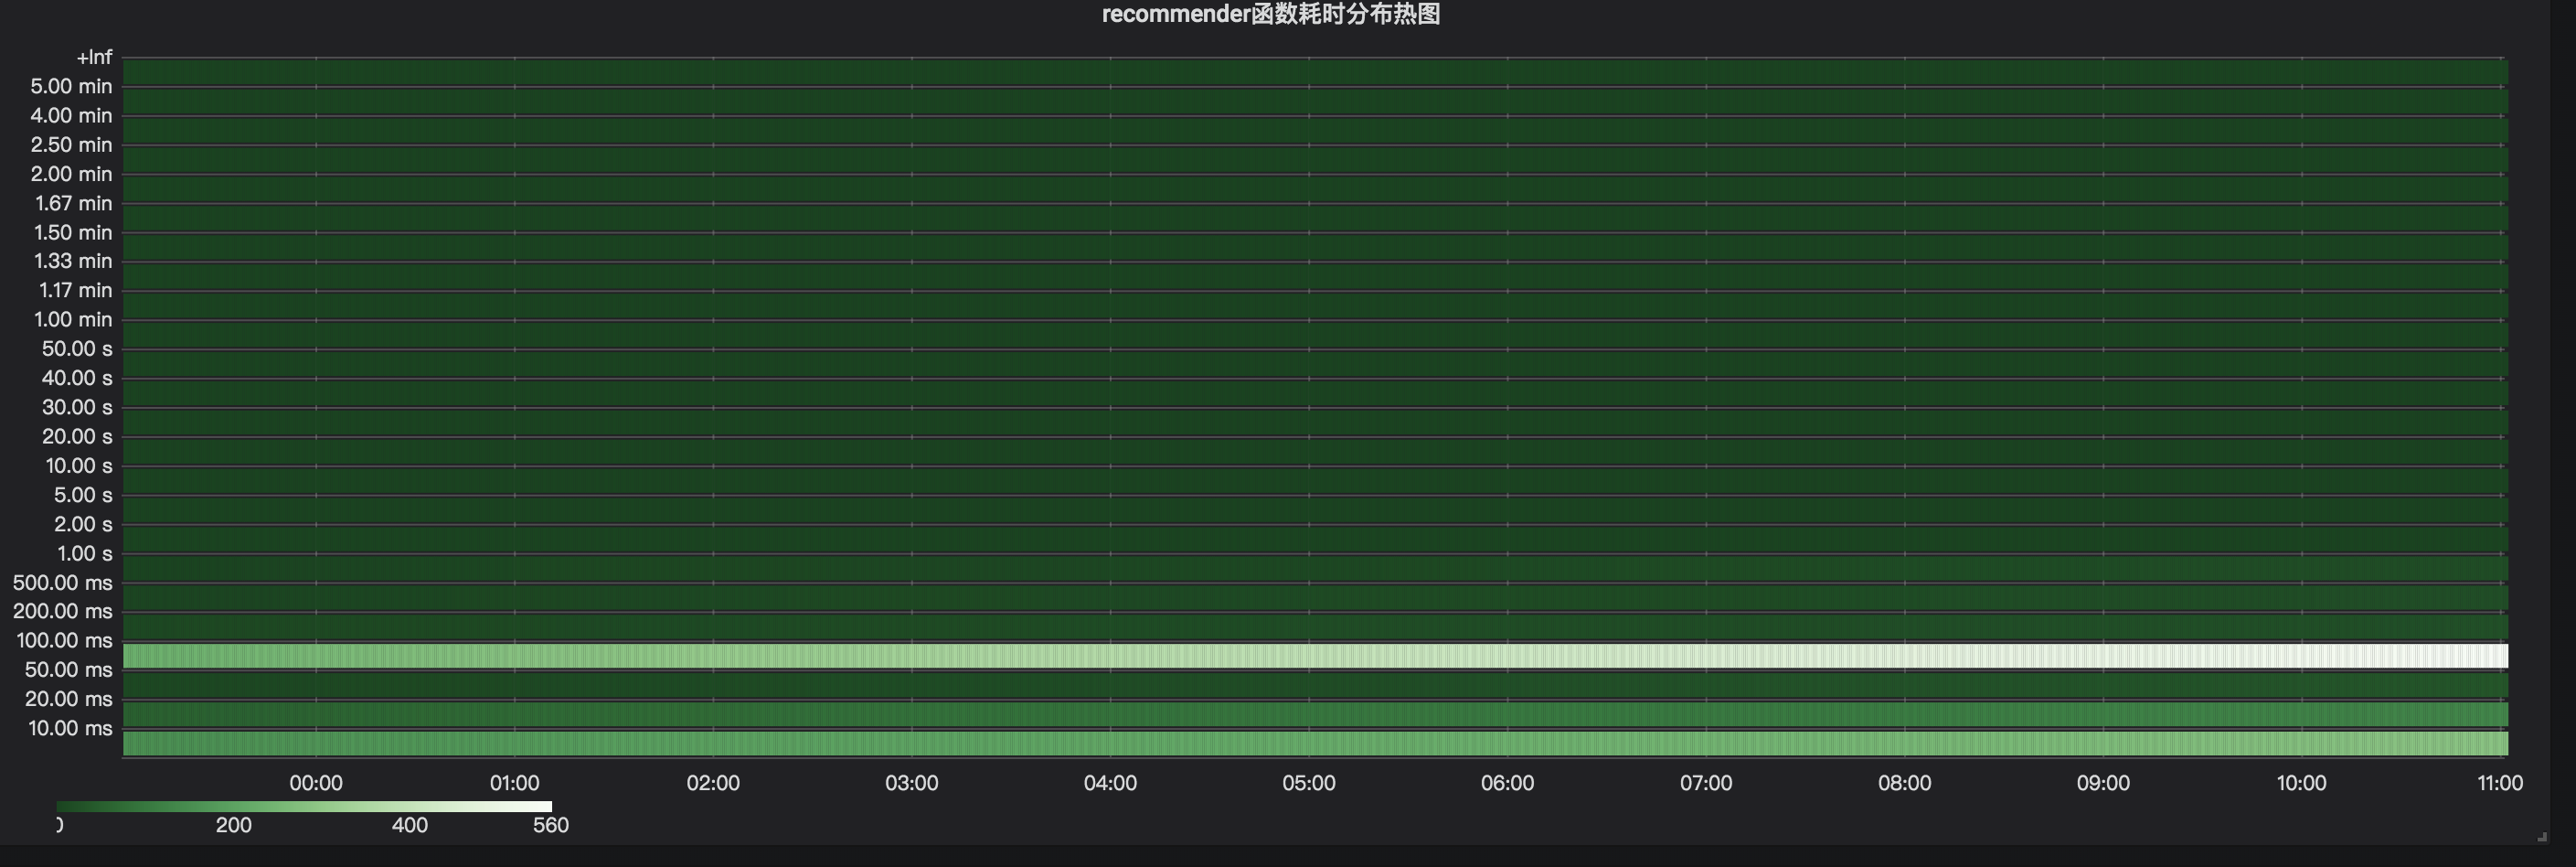 recommender函数耗时分布热图
+Inf
5.00 min
4.00 min
2.50 min
2.00 min
1.67 min
1.50 min
1.33 min
1.17 min
1.00 min
50.00 s
40.00 s
30.00 s
20.00 s
10.00 s
5.00 s
2.00 s
1.00 s
500.00 ms
200.00 ms
100.00 ms
50.00 ms
20.00 ms
10.00 ms
00:00 01:00 02:00 03:00 04:00 05:00 06:00 07:00 08:00 09:00 10:00 11:00
0 200 400 560